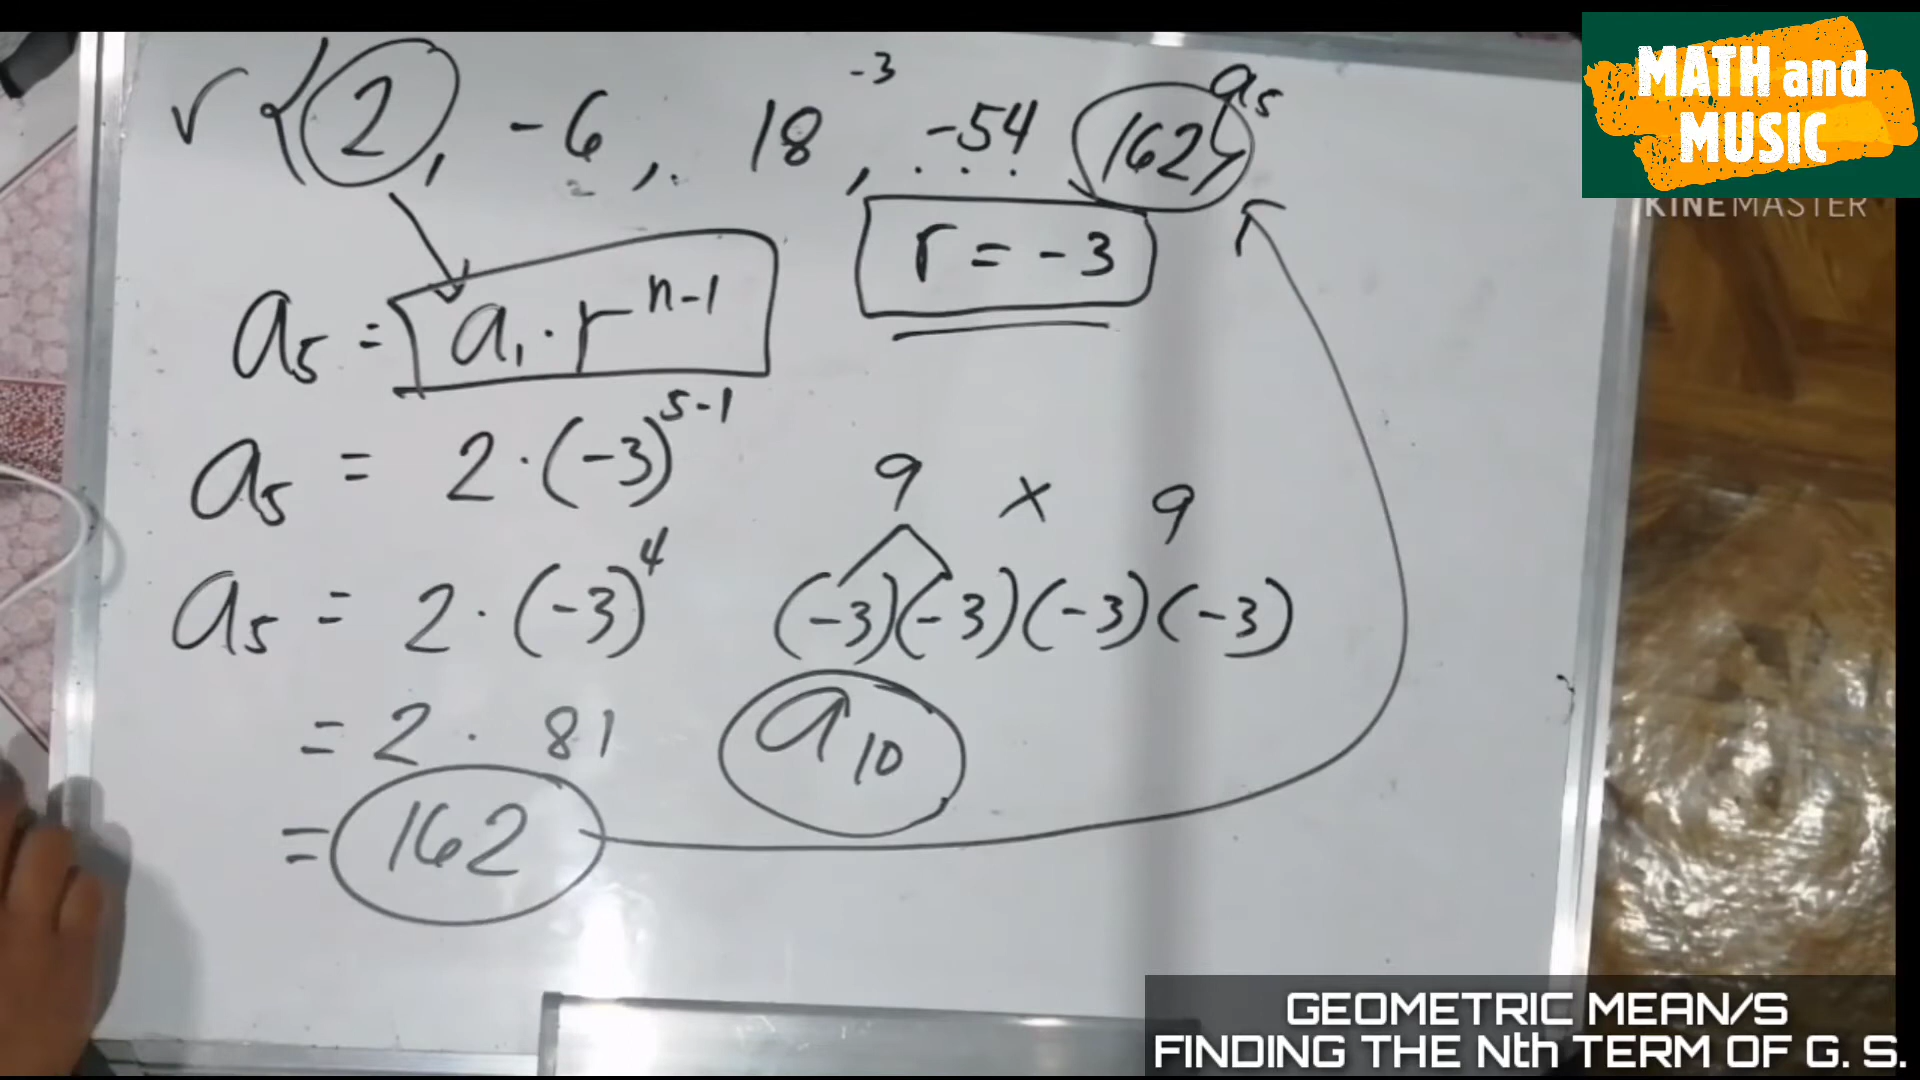 -3
a5
r { 2, -6, 18, -54 162 }
r = -3
a5 = a1 · r^n-1
a5 = 2 · (-3)^5-1
9 x 9
a5 = 2 · (-3)^4 (-3)(-3)(-3)(-3)
= 2 · 81
a10
= 162
MATH and
MUSIC
KINEMASTER
GEOMETRIC MEAN/S
FINDING THE Nth TERM OF G. S.